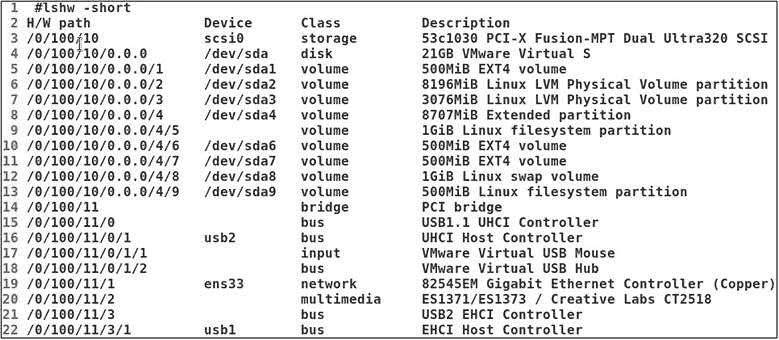 1 #lshw -short
2 H/W path Device Class Description
3 /0/100/10 scsi0 storage 53c1030 PCI-X Fusion-MPT Dual Ultra320 SCSI
4 /0/100/10/0.0.0 /dev/sda disk 21GB VMware Virtual S
5 /0/100/10/0.0.0/1 /dev/sda1 volume 500MiB EXT4 volume
6 /0/100/10/0.0.0/2 /dev/sda2 volume 8196MiB Linux LVM Physical Volume partition
7 /0/100/10/0.0.0/3 /dev/sda3 volume 3076MiB Linux LVM Physical Volume partition
8 /0/100/10/0.0.0/4 /dev/sda4 volume 8707MiB Extended partition
9 /0/100/10/0.0.0/4/5 volume 1GiB Linux filesystem partition
10 /0/100/10/0.0.0/4/6 /dev/sda6 volume 500MiB EXT4 volume
11 /0/100/10/0.0.0/4/7 /dev/sda7 volume 500MiB EXT4 volume
12 /0/100/10/0.0.0/4/8 /dev/sda8 volume 1GiB Linux swap volume
13 /0/100/10/0.0.0/4/9 /dev/sda9 volume 500MiB Linux filesystem partition
14 /0/100/11 bridge PCI bridge
15 /0/100/11/0 bus USB1.1 UHCI Controller
16 /0/100/11/0/1 usb2 bus UHCI Host Controller
17 /0/100/11/0/1/1 input VMware Virtual USB Mouse
18 /0/100/11/0/1/2 bus VMware Virtual USB Hub
19 /0/100/11/1 ens33 network 82545EM Gigabit Ethernet Controller (Copper)
20 /0/100/11/2 multimedia ES1371/ES1373 / Creative Labs CT2518
21 /0/100/11/3 bus USB2 EHCI Controller
22 /0/100/11/3/1 usb1 bus EHCI Host Controller